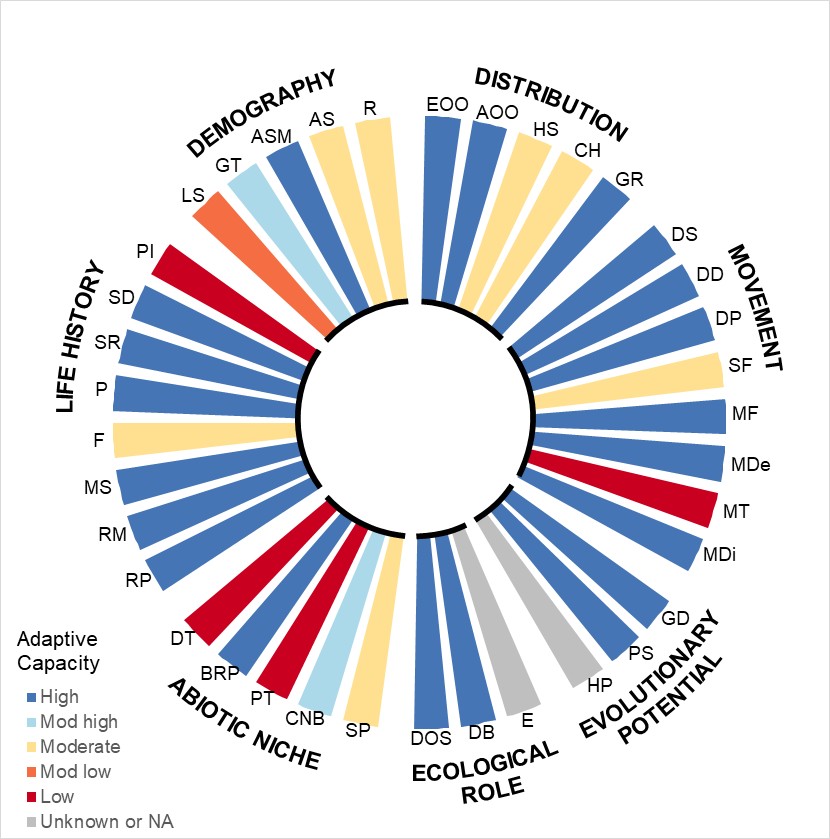 DISTRIBUTION
EOO
AOO
HS
CH
GR
MOVEMENT
DS
DD
DP
SF
MF
MDe
MT
MDi
EVOLUTIONARY
POTENTIAL
GD
PS
HP
ECOLOGICAL
ROLE
E
DB
DOS
ABIOTIC NICHE
SP
CNB
PT
BRP
DT
LIFE HISTORY
RP
RM
MS
F
P
SR
SD
PI
DEMOGRAPHY
LS
GT
ASM
AS
R
Adaptive
Capacity
High
Mod high
Moderate
Mod low
Low
Unknown or NA